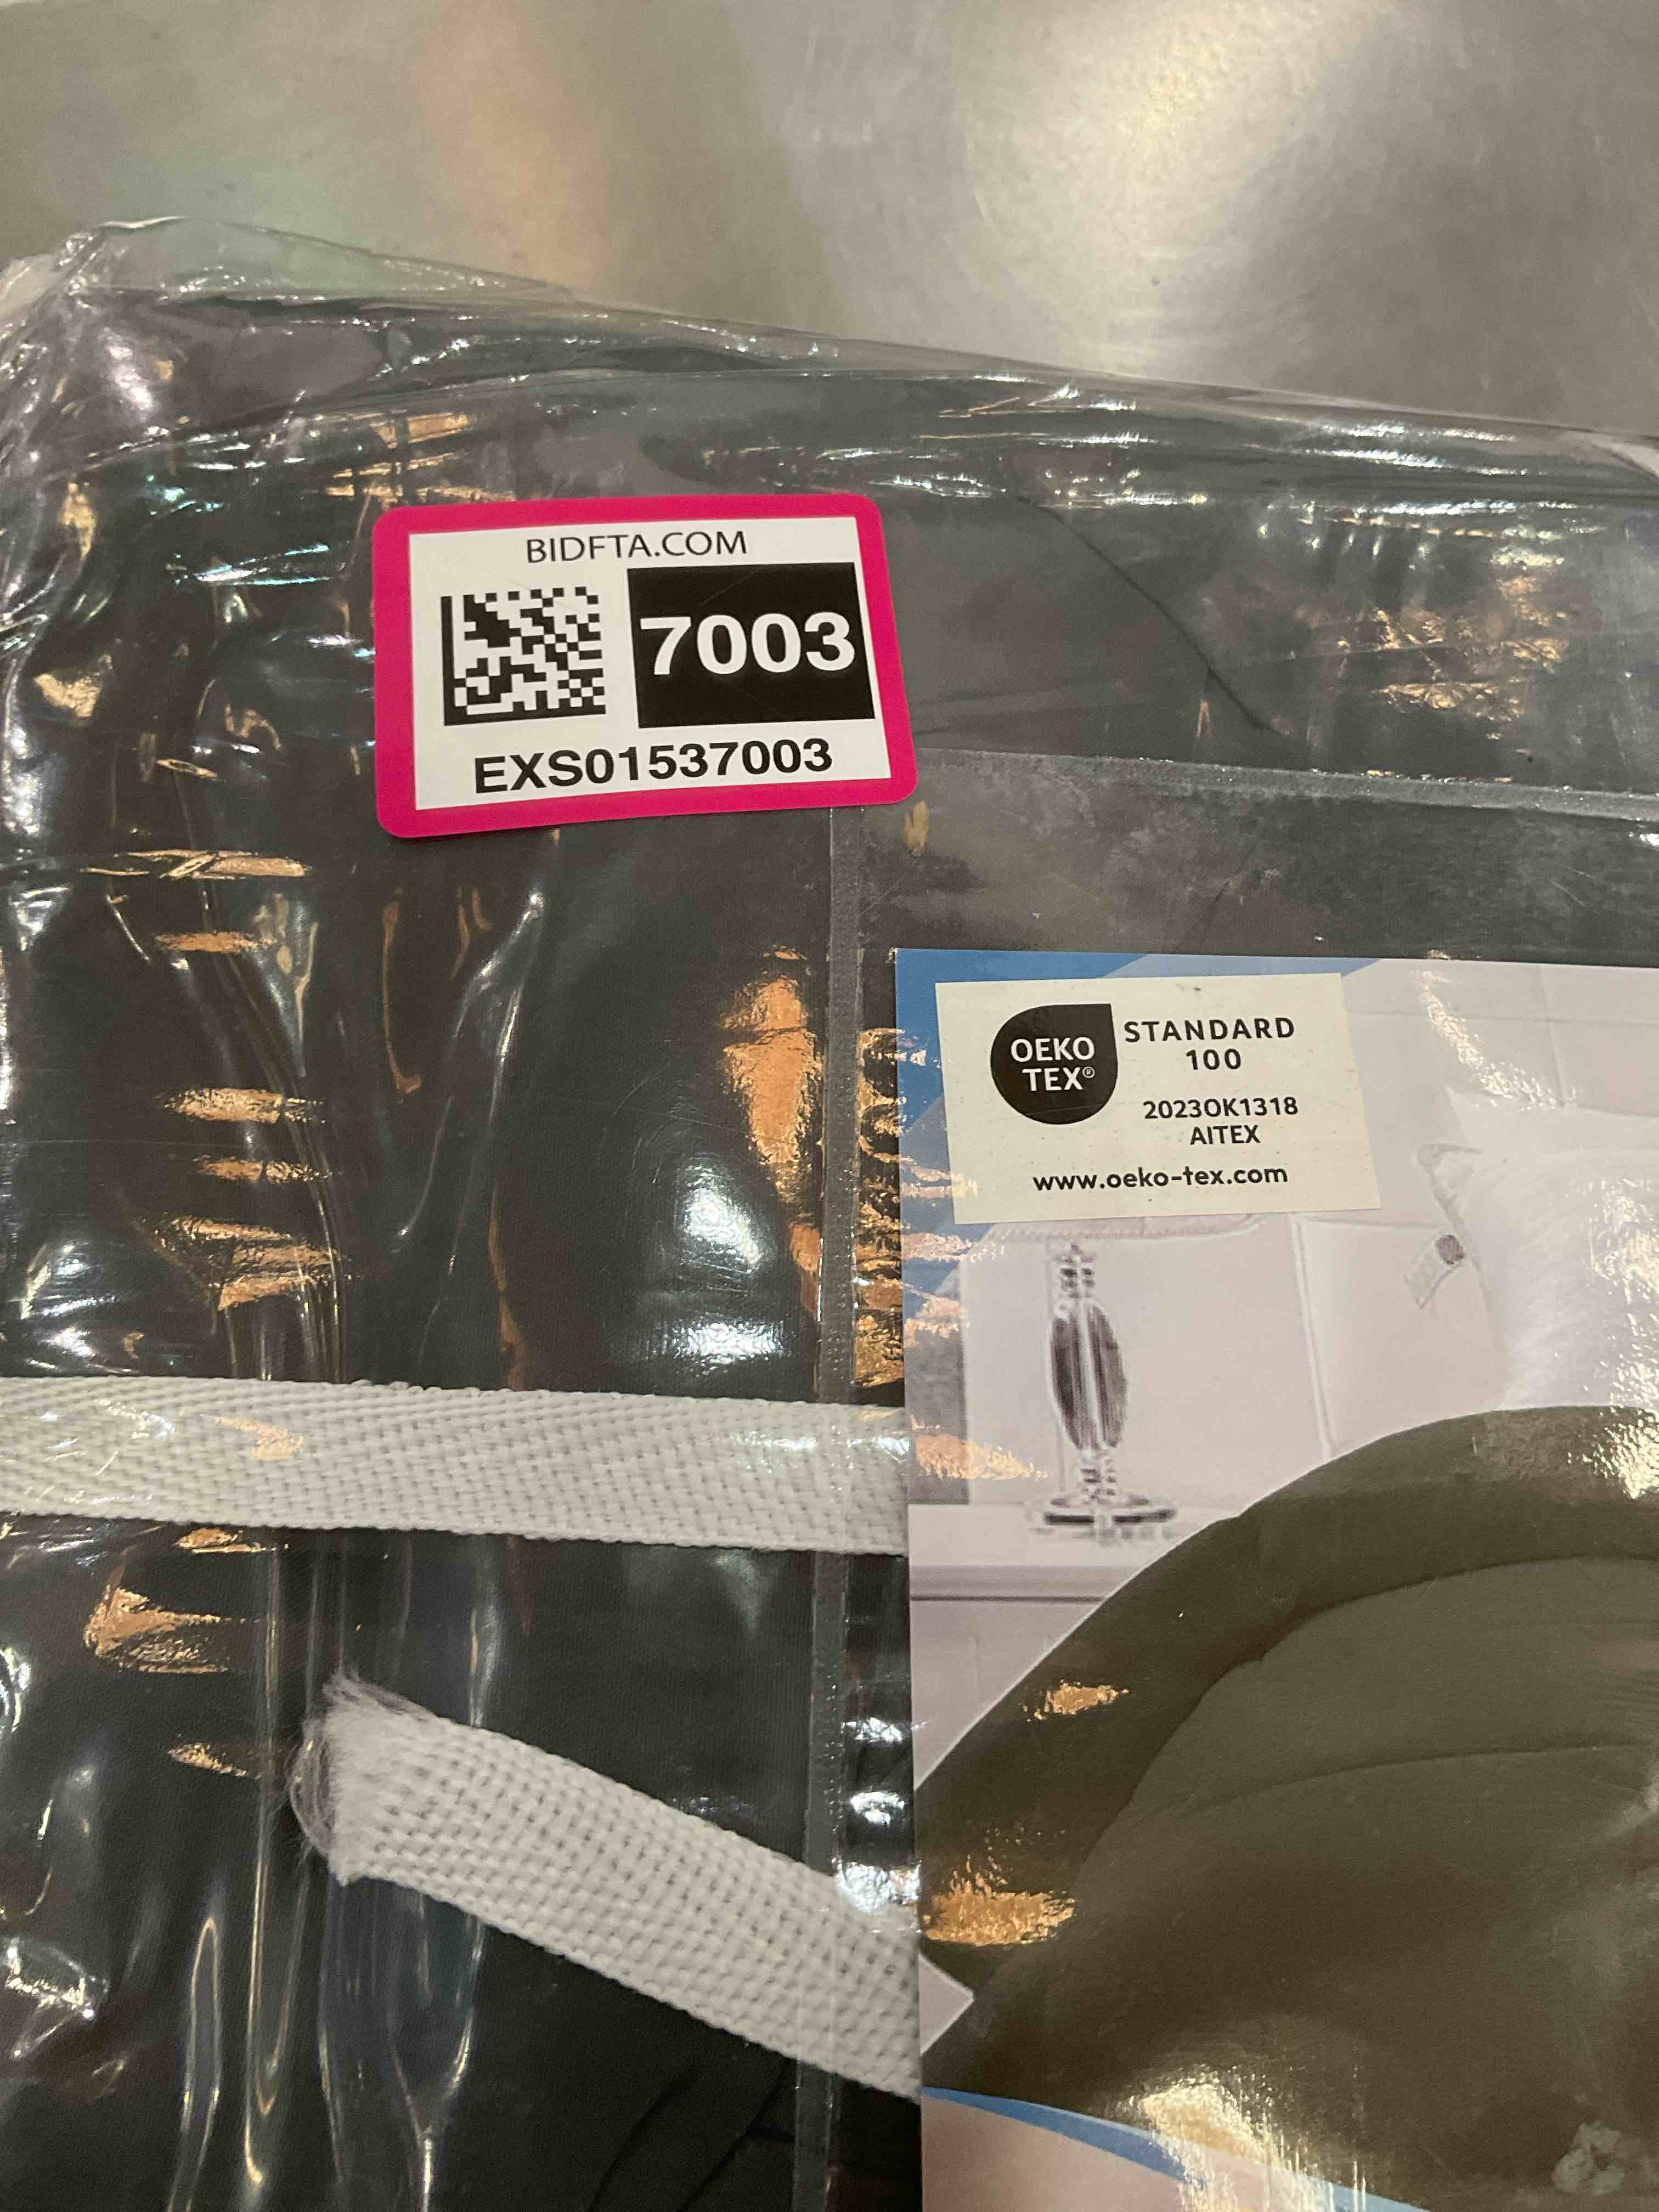 BIDFTA.COM
7003
EXS01537003
OEKO
TEX®
STANDARD
100
2023OK1318
AITEX
www.oeko-tex.com